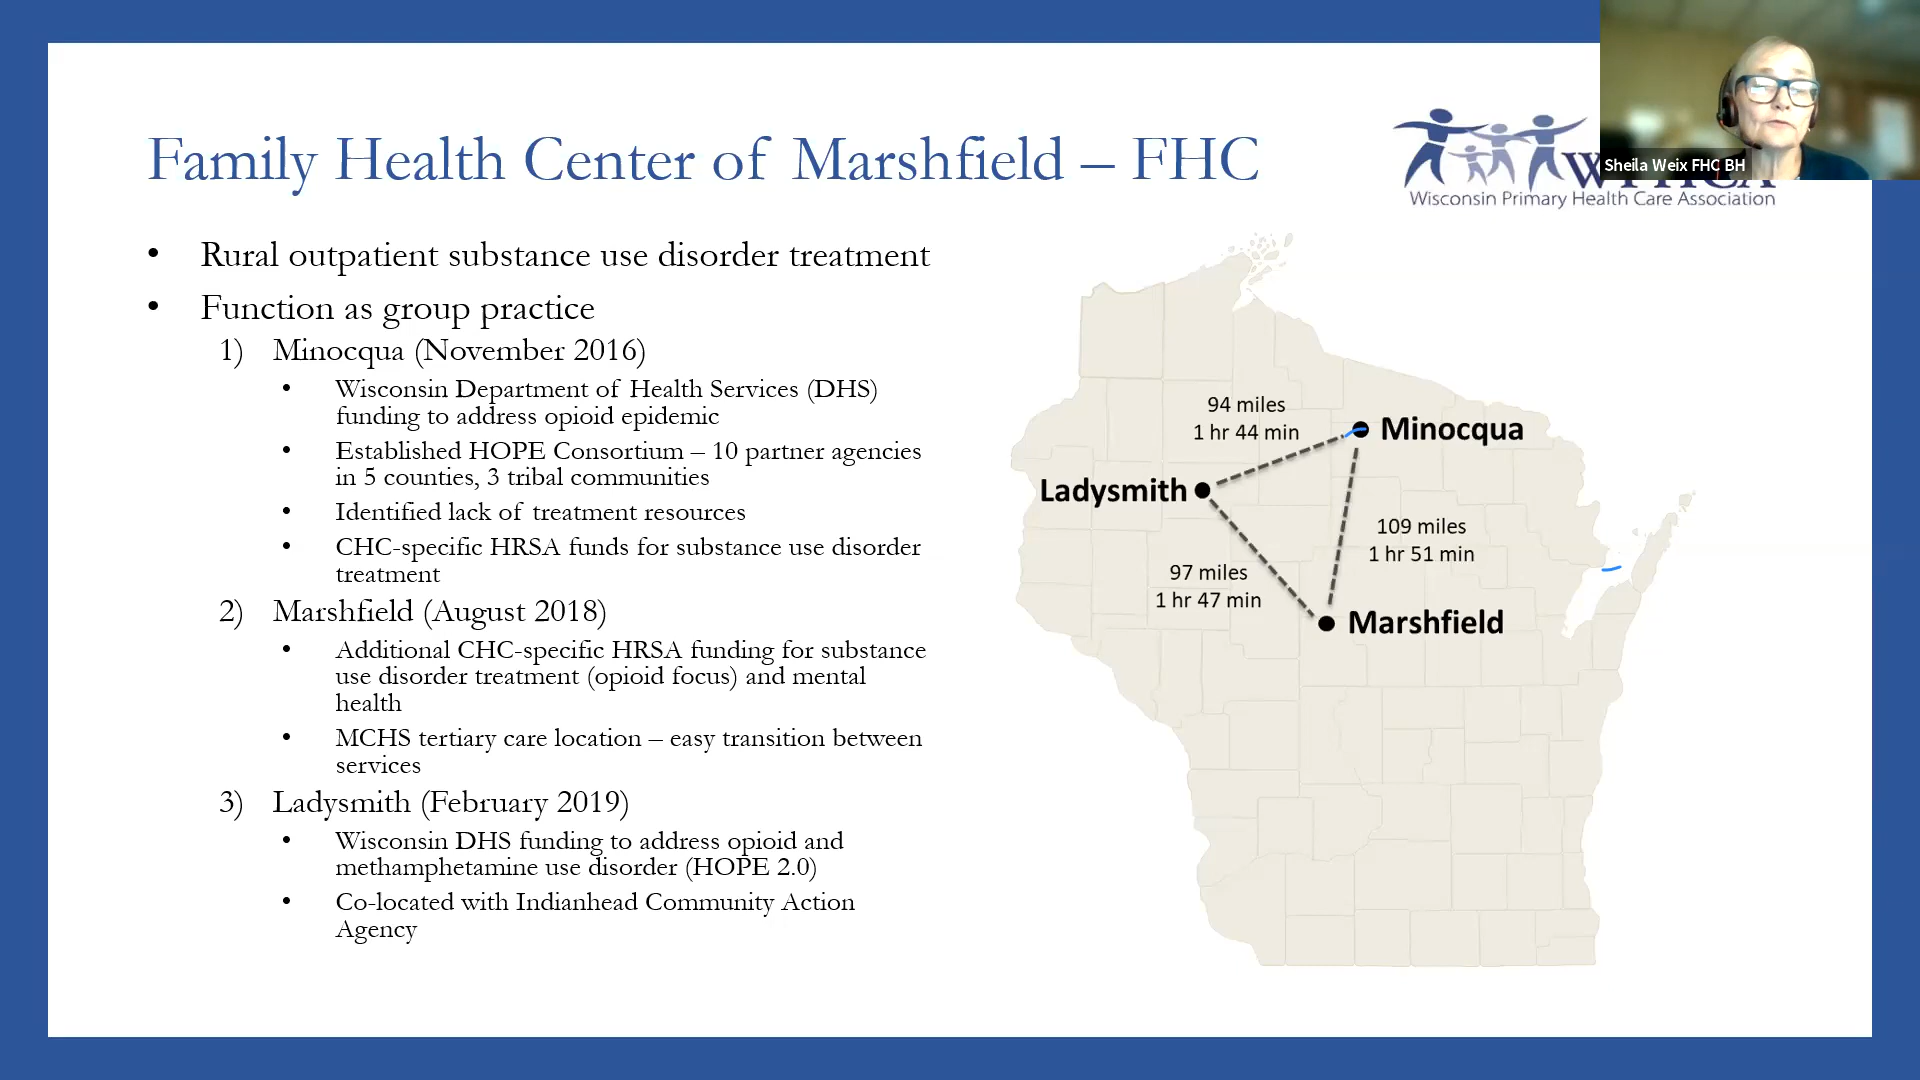 Family Health Center of Marshfield – FHC
Sheila Weix FHC BH
Wisconsin Primary Health Care Association
• Rural outpatient substance use disorder treatment
• Function as group practice
1) Minocqua (November 2016)
• Wisconsin Department of Health Services (DHS)
funding to address opioid epidemic
• Established HOPE Consortium – 10 partner agencies
in 5 counties, 3 tribal communities
• Identified lack of treatment resources
• CHC-specific HRSA funds for substance use disorder
treatment
2) Marshfield (August 2018)
• Additional CHC-specific HRSA funding for substance
use disorder treatment (opioid focus) and mental
health
• MCHS tertiary care location – easy transition between
services
3) Ladysmith (February 2019)
• Wisconsin DHS funding to address opioid and
methamphetamine use disorder (HOPE 2.0)
• Co-located with Indianhead Community Action
Agency
94 miles
1 hr 44 min
Minocqua
Ladysmith
109 miles
1 hr 51 min
97 miles
1 hr 47 min
Marshfield